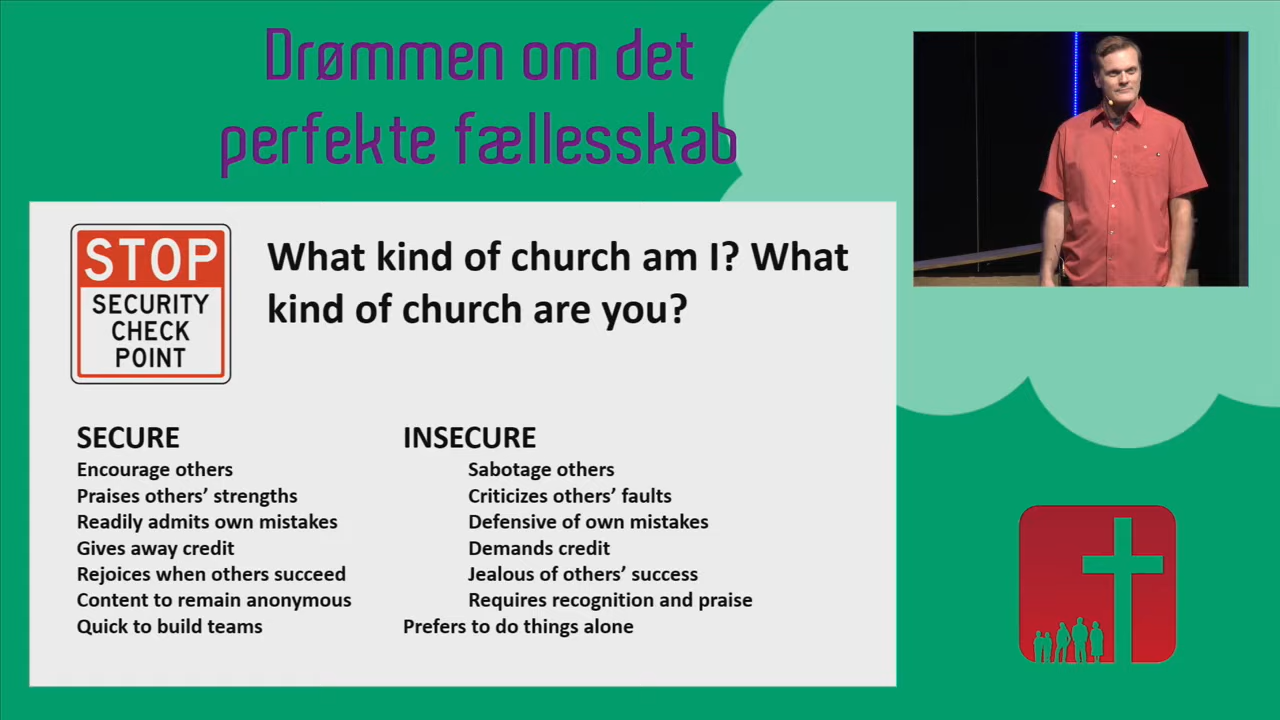 Drømmen om det
perfekte fællesskab
STOP
SECURITY
CHECK
POINT
What kind of church am I? What
kind of church are you?
SECURE
Encourage others
Praises others’ strengths
Readily admits own mistakes
Gives away credit
Rejoices when others succeed
Content to remain anonymous
Quick to build teams
INSECURE
Sabotage others
Criticizes others’ faults
Defensive of own mistakes
Demands credit
Jealous of others’ success
Requires recognition and praise
Prefers to do things alone